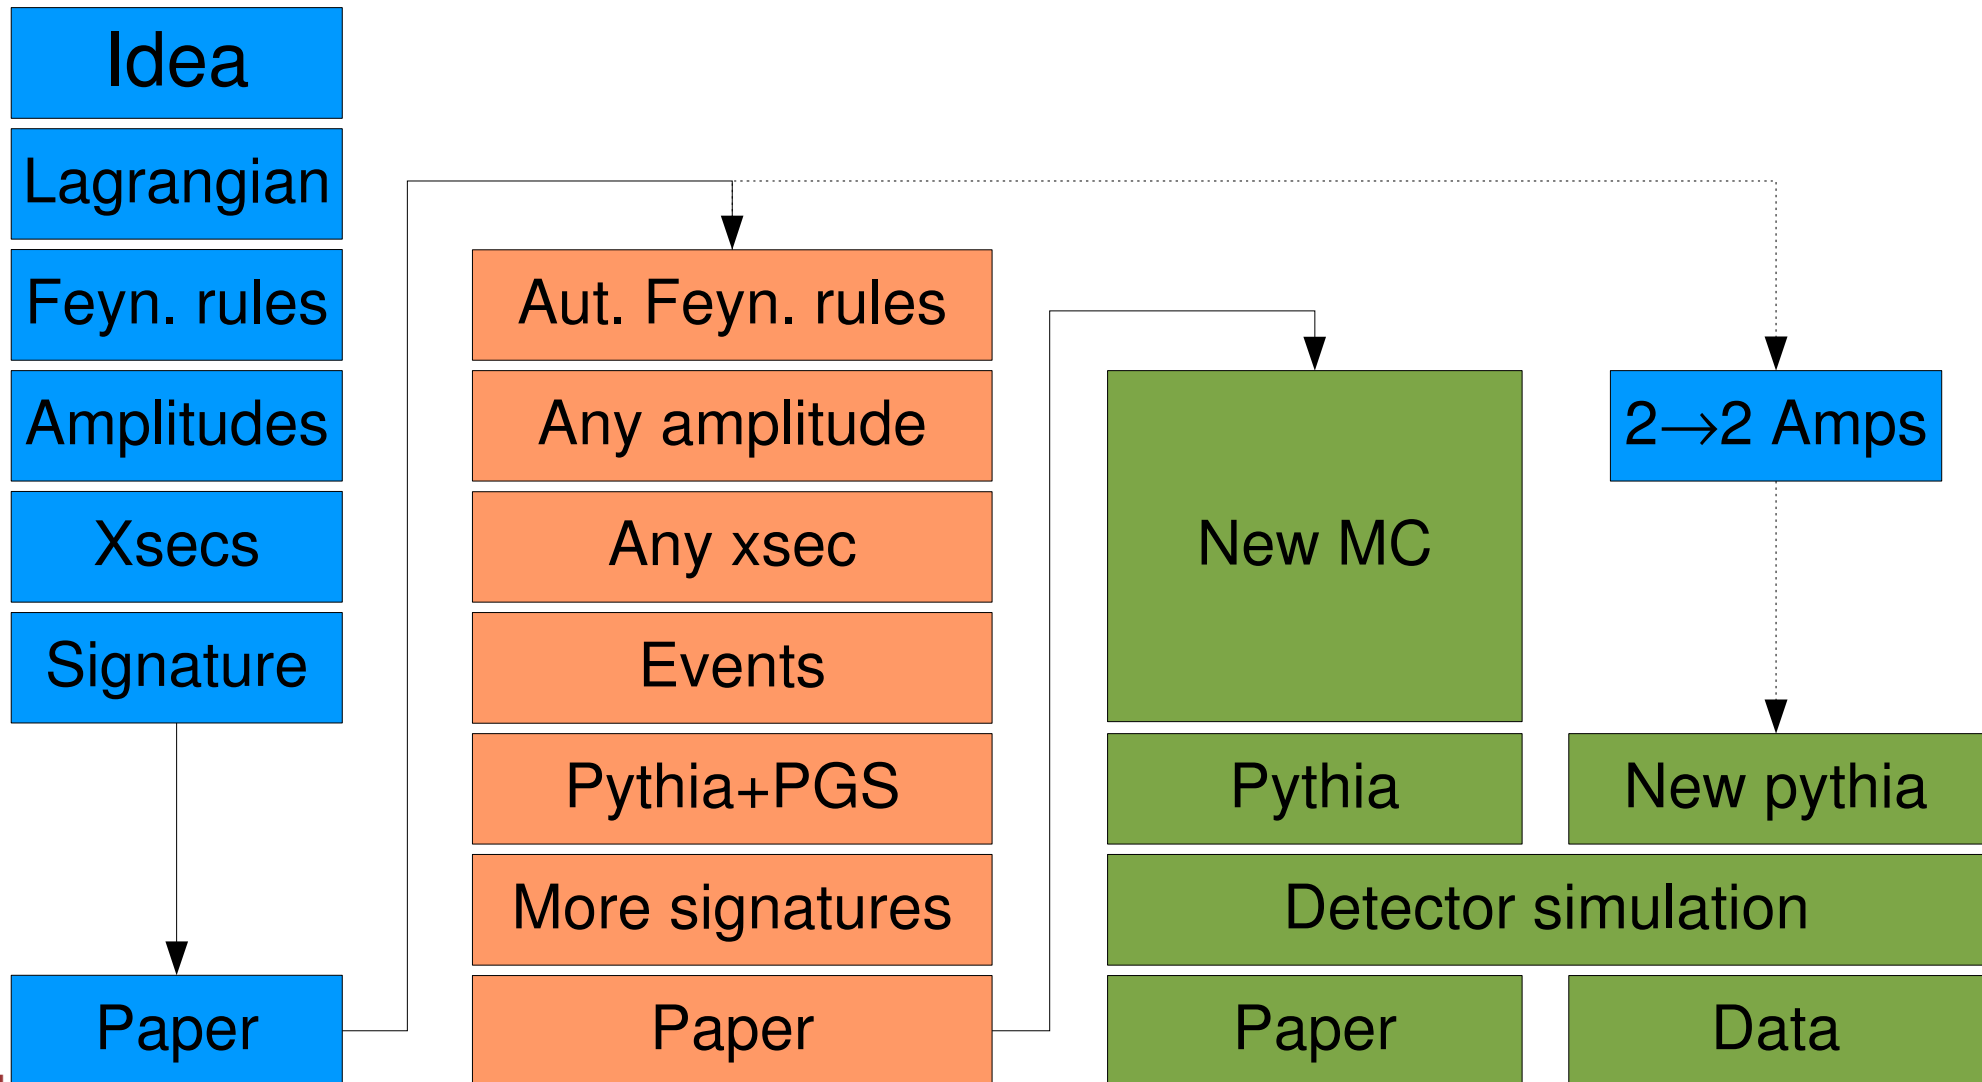 Idea
Lagrangian
Feyn. rules
Amplitudes
Xsecs
Signature
Paper
Aut. Feyn. rules
Any amplitude
Any xsec
Events
Pythia+PGS
More signatures
Paper
New MC
Pythia
2→2 Amps
New pythia
Detector simulation
Paper
Data